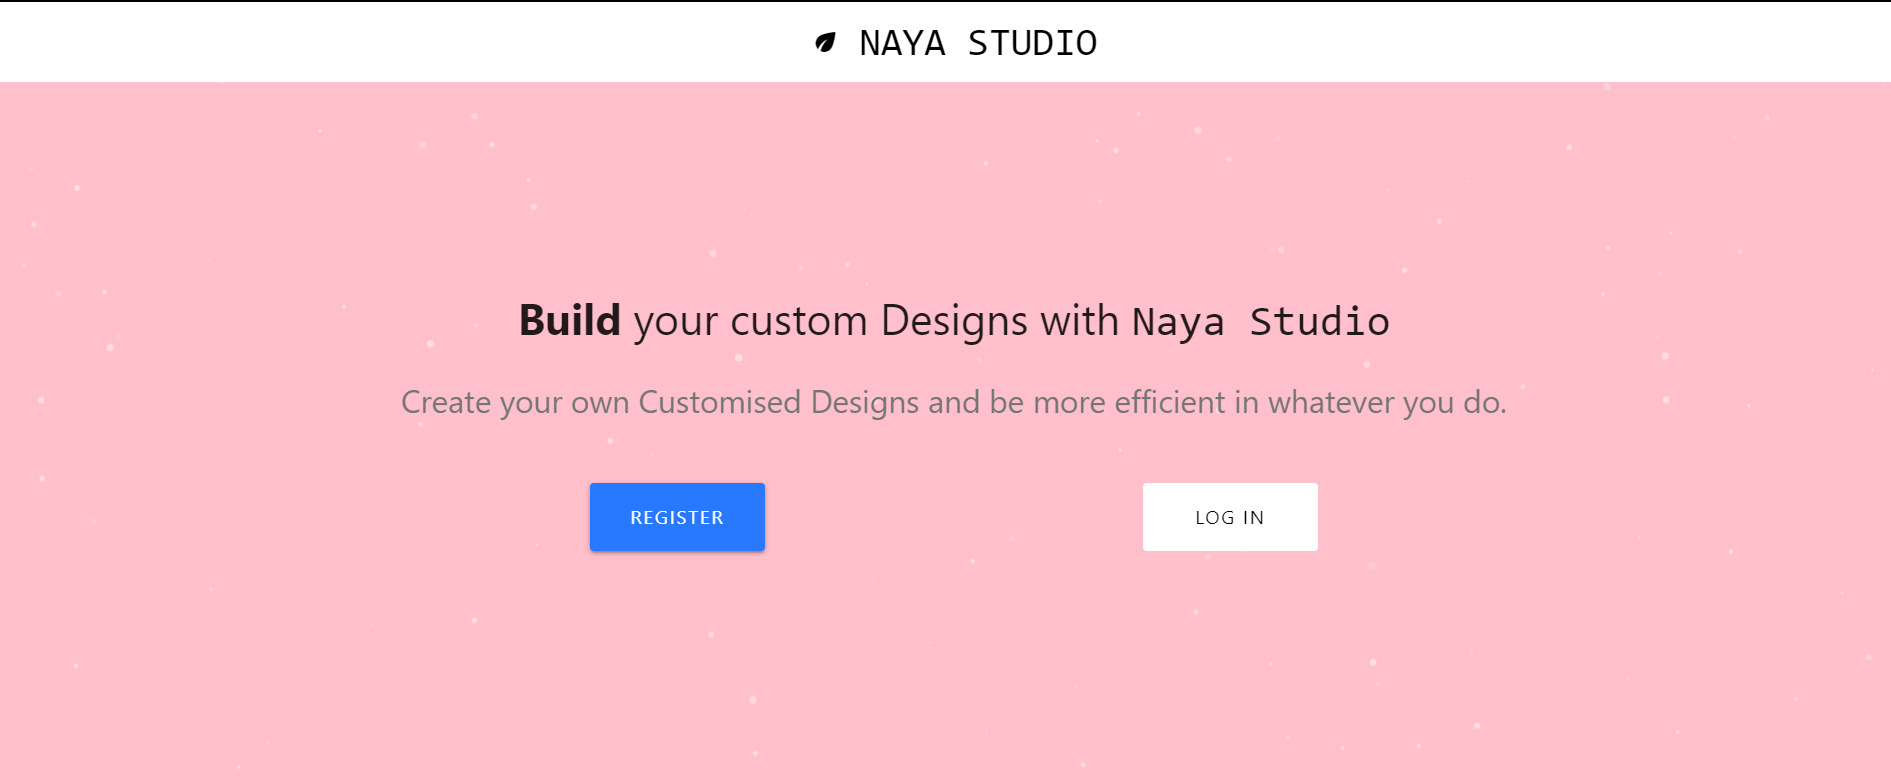 NAYA STUDIO
Build your custom Designs with Naya Studio
Create your own Customised Designs and be more efficient in whatever you do.
REGISTER
LOG IN